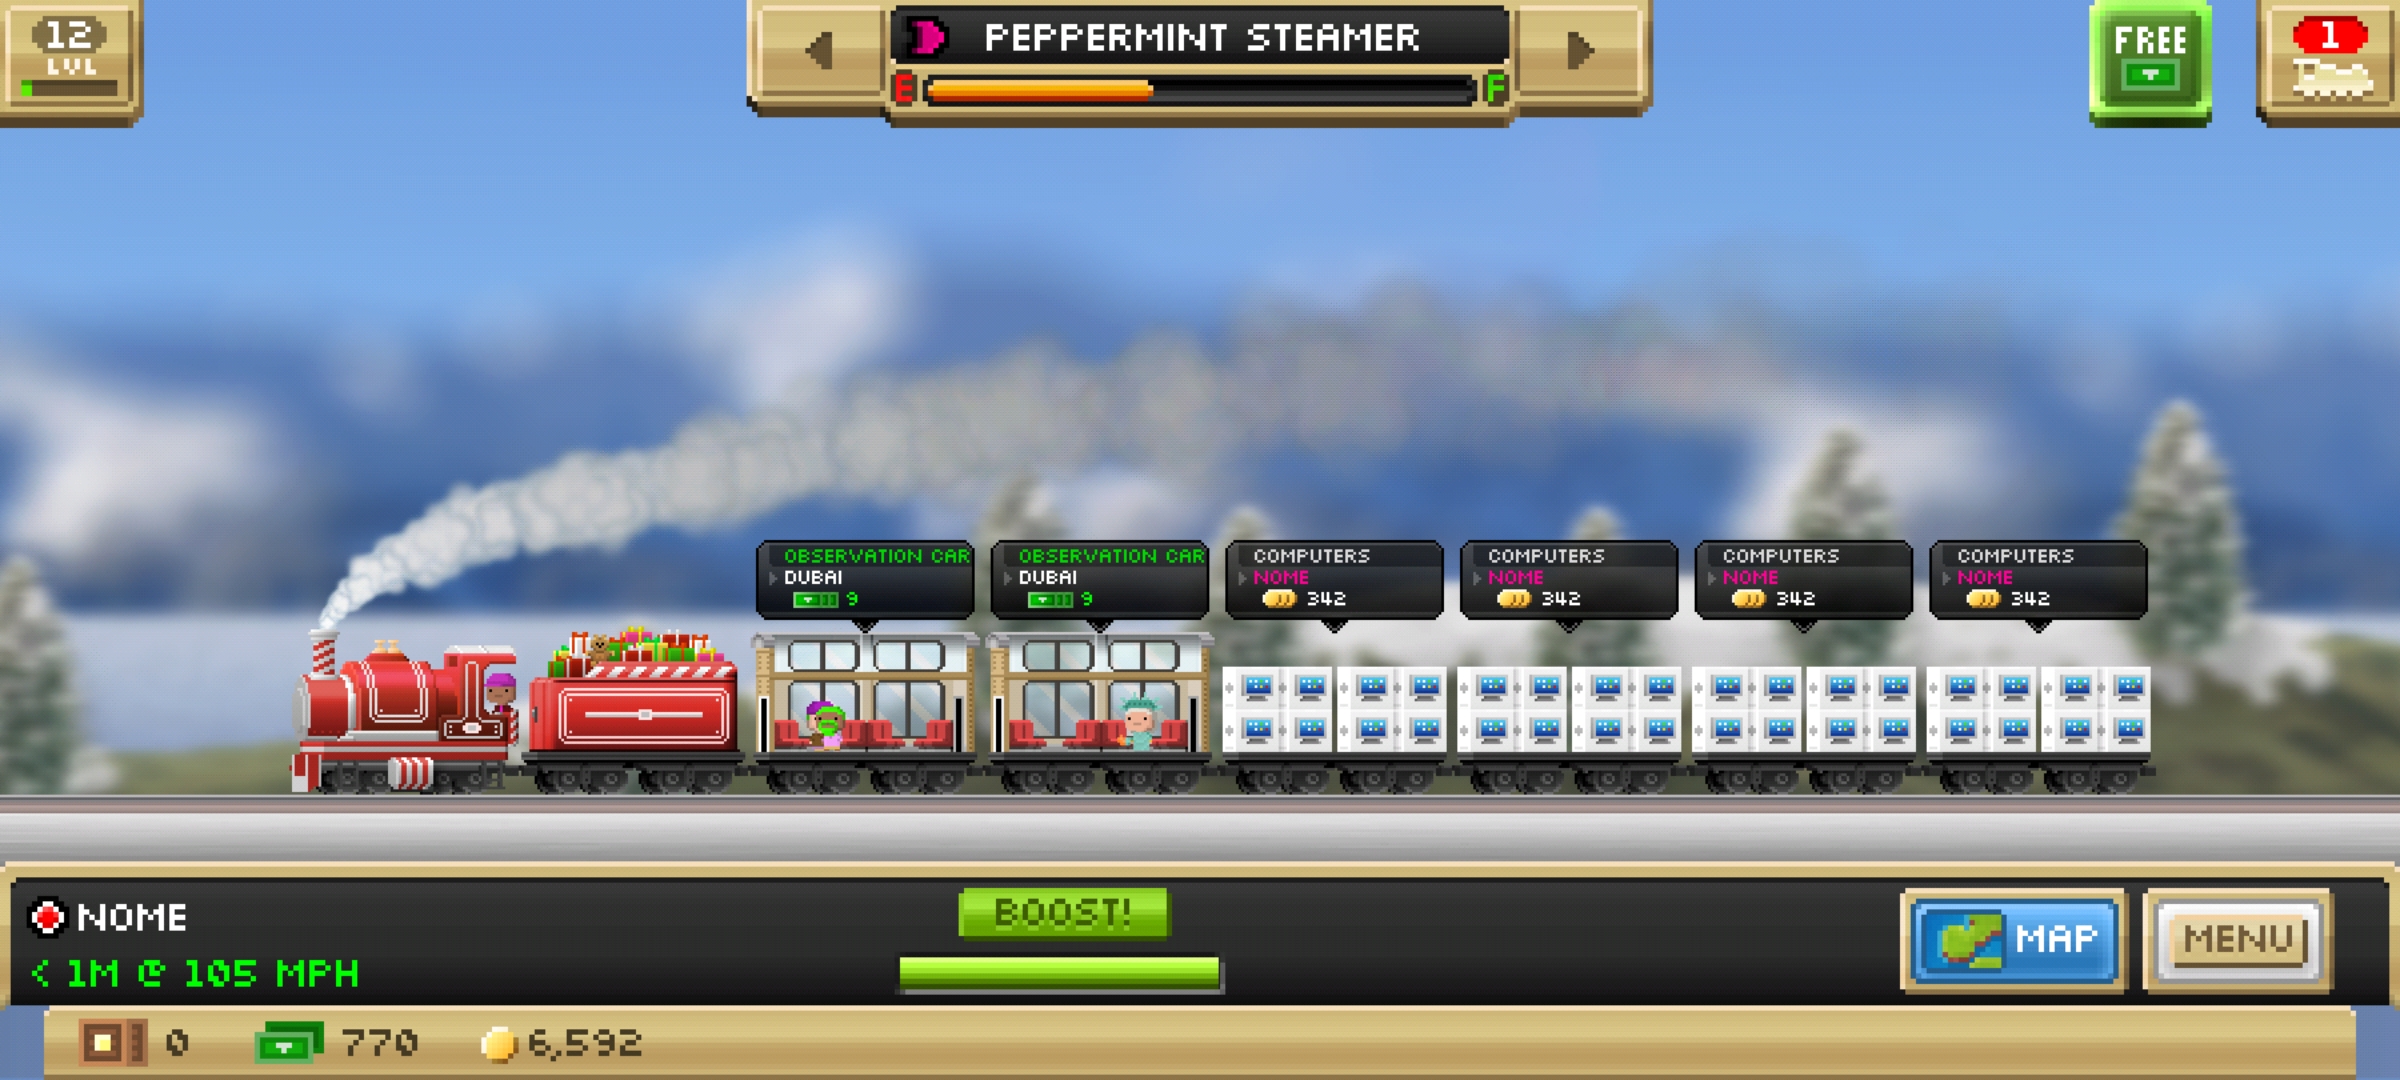 12
LVL
PEPPERMINT STEAMER
E F
FREE
1
OBSERVATION CAR
DUBAI
9
OBSERVATION CAR
DUBAI
9
COMPUTERS
NOME
342
COMPUTERS
NOME
342
COMPUTERS
NOME
342
COMPUTERS
NOME
342
NOME
< 1M @ 105 MPH
BOOST!
MAP
MENU
0
770
6,592